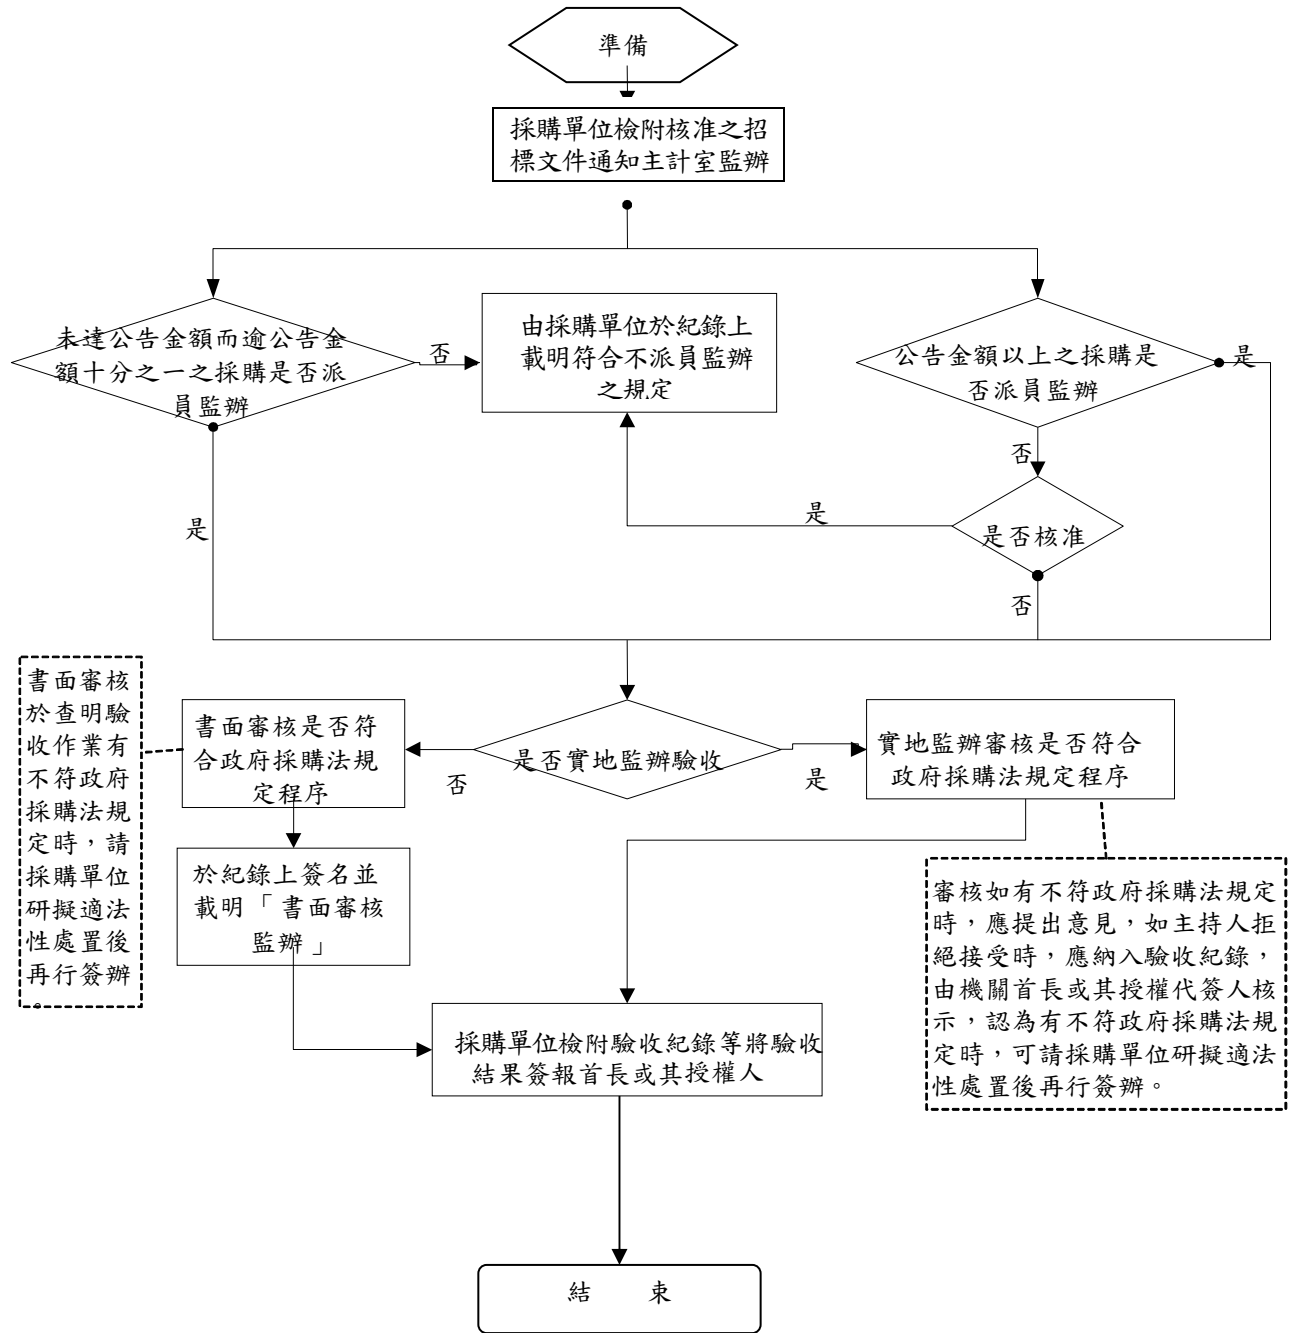 準備
採購單位檢附核准之招
標文件通知主計室監辦
未達公告金額而逾公告金
額十分之一之採購是否派
員監辦
否
由採購單位於紀錄上
載明符合不派員監辦
之規定
公告金額以上之採購是
否派員監辦
是
否
是
是
是否核准
否
書面審核
於查明驗
收作業有
不符政府
採購法規
定時，請
採購單位
研擬適法
性處置後
再行簽辦
。
書面審核是否符
合政府採購法規
定程序
否
是否實地監辦驗收
是
實地監辦審核是否符合
政府採購法規定程序
於紀錄上簽名並
載明「書面審核
監辦」
審核如有不符政府採購法規定
時，應提出意見，如主持人拒
絕接受時，應納入驗收紀錄，
由機關首長或其授權代簽人核
示，認為有不符政府採購法規
定時，可請採購單位研擬適法
性處置後再行簽辦。
採購單位檢附驗收紀錄等將驗收
結果簽報首長或其授權人
結 束